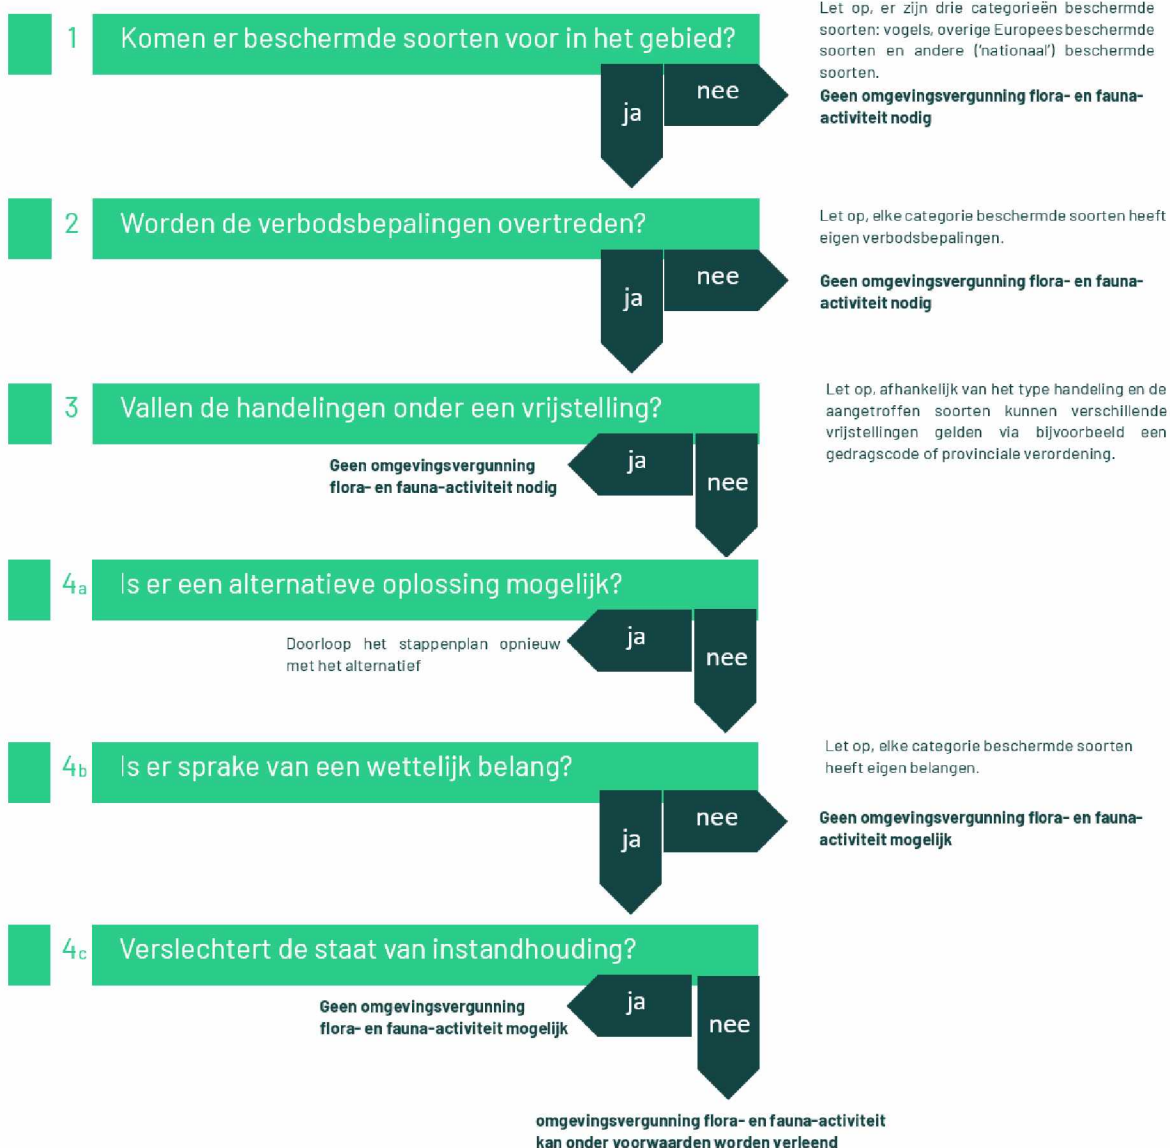 Let op, er zijn drie categorieën beschermde
soorten: vogels, overige Europees beschermde
soorten en andere ('nationaal') beschermde
soorten.
1 Komen er beschermde soorten voor in het gebied?
nee
ja
Geen omgevingsvergunning flora- en fauna-
activiteit nodig
2 Worden de verbodsbepalingen overtreden?
Let op, elke categorie beschermde soorten heeft
eigen verbodsbepalingen.
nee
ja
Geen omgevingsvergunning flora- en fauna-
activiteit nodig
3 Vallen de handelingen onder een vrijstelling?
Let op, afhankelijk van het type handeling en de
aangetroffen soorten kunnen verschillende
vrijstellingen gelden via bijvoorbeeld een
gedragscode of provinciale verordening.
ja
nee
Geen omgevingsvergunning
flora- en fauna-activiteit nodig
4a Is er een alternatieve oplossing mogelijk?
ja
nee
Doorloop het stappenplan opnieuw
met het alternatief
4b Is er sprake van een wettelijk belang?
Let op, elke categorie beschermde soorten
heeft eigen belangen.
nee
ja
Geen omgevingsvergunning flora- en fauna-
activiteit mogelijk
4c Verslechtert de staat van instandhouding?
ja
nee
Geen omgevingsvergunning
flora- en fauna-activiteit mogelijk
omgevingsvergunning flora- en fauna-activiteit
kan onder voorwaarden worden verleend